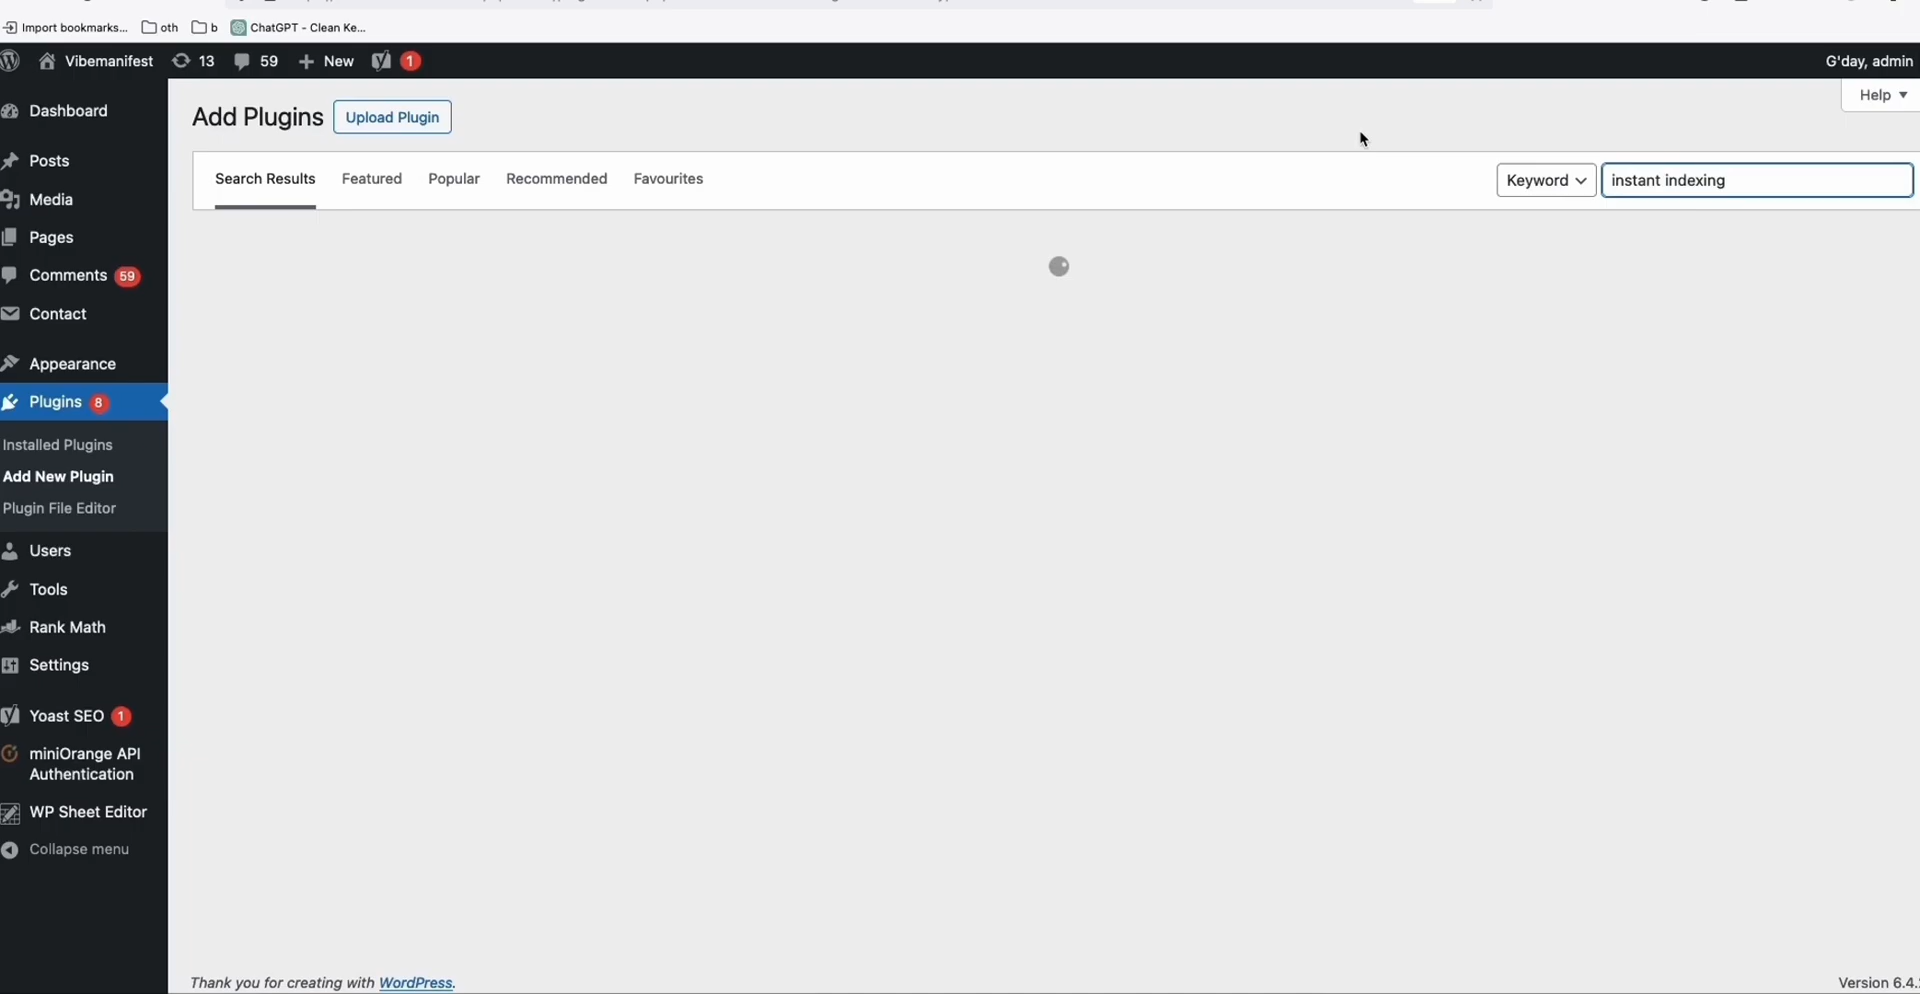 Import bookmarks... oth b ChatGPT - Clean Ke...
Vibemanifest 13 59 New 1 G'day, admin
Help
Add Plugins Upload Plugin
Search Results Featured Popular Recommended Favourites Keyword instant indexing
Dashboard
Posts
Media
Pages
Comments 59
Contact
Appearance
Plugins 8
Installed Plugins
Add New Plugin
Plugin File Editor
Users
Tools
Rank Math
Settings
Yoast SEO 1
miniOrange API
Authentication
WP Sheet Editor
Collapse menu
Thank you for creating with WordPress. Version 6.4.